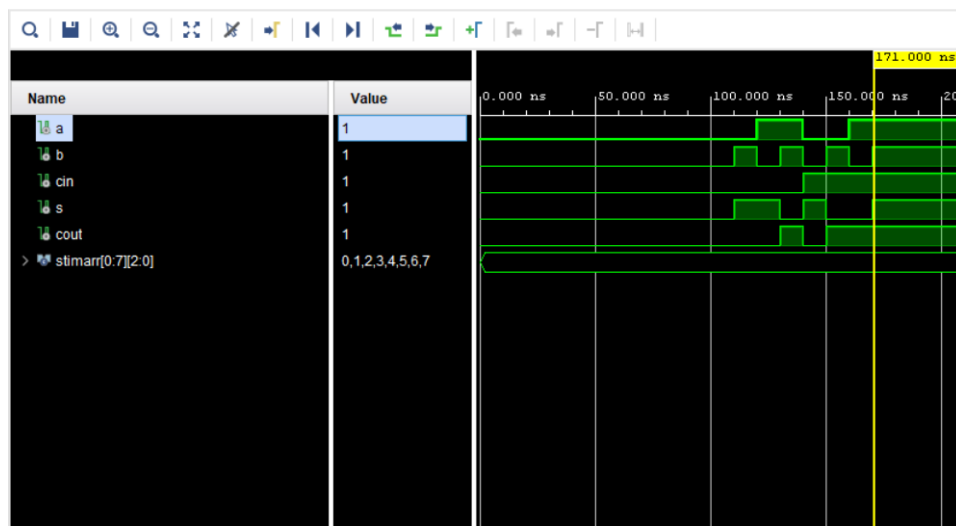 171.000 ns
Name Value 0.000 ns 50.000 ns 100.000 ns 150.000 ns 20
a 1
b 1
cin 1
s 1
cout 1
stimarr[0:7][2:0] 0,1,2,3,4,5,6,7